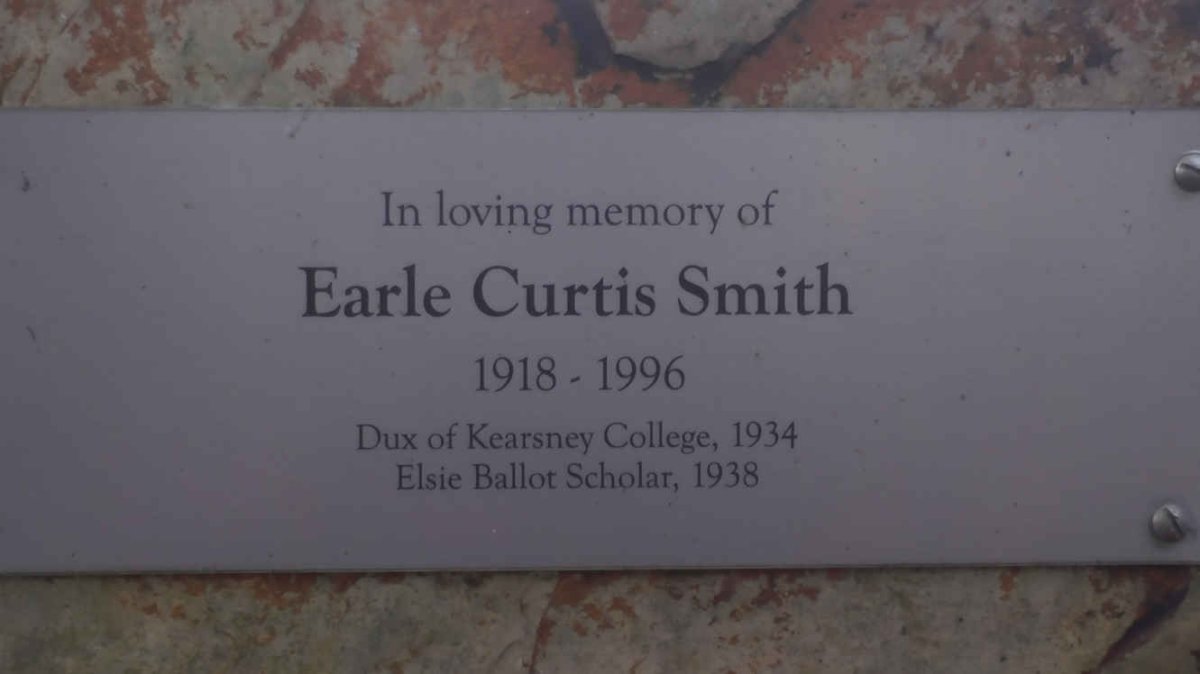 In loving memory of
Earle Curtis Smith
1918 - 1996
Dux of Kearsney College, 1934
Elsie Ballot Scholar, 1938